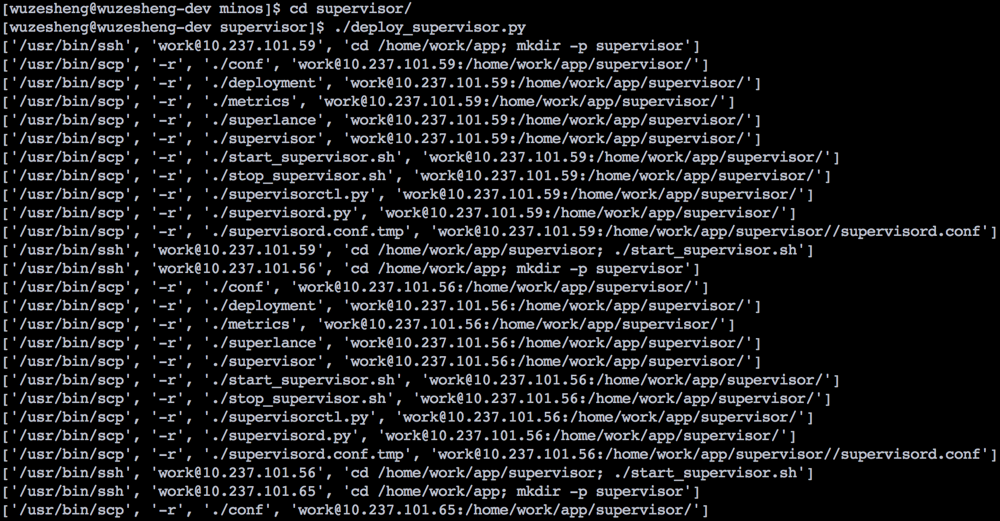 [wuzesheng@wuzesheng-dev minos]$ cd supervisor/
[wuzesheng@wuzesheng-dev supervisor]$ ./deploy_supervisor.py
['/usr/bin/ssh', 'work@10.237.101.59', 'cd /home/work/app; mkdir -p supervisor']
['/usr/bin/scp', '-r', './conf', 'work@10.237.101.59:/home/work/app/supervisor/']
['/usr/bin/scp', '-r', './deployment', 'work@10.237.101.59:/home/work/app/supervisor/']
['/usr/bin/scp', '-r', './metrics', 'work@10.237.101.59:/home/work/app/supervisor/']
['/usr/bin/scp', '-r', './superlance', 'work@10.237.101.59:/home/work/app/supervisor/']
['/usr/bin/scp', '-r', './supervisor', 'work@10.237.101.59:/home/work/app/supervisor/']
['/usr/bin/scp', '-r', './start_supervisor.sh', 'work@10.237.101.59:/home/work/app/supervisor/']
['/usr/bin/scp', '-r', './stop_supervisor.sh', 'work@10.237.101.59:/home/work/app/supervisor/']
['/usr/bin/scp', '-r', './supervisorctl.py', 'work@10.237.101.59:/home/work/app/supervisor/']
['/usr/bin/scp', '-r', './supervisord.py', 'work@10.237.101.59:/home/work/app/supervisor/']
['/usr/bin/scp', '-r', './supervisord.conf.tmp', 'work@10.237.101.59:/home/work/app/supervisor//supervisord.conf']
['/usr/bin/ssh', 'work@10.237.101.59', 'cd /home/work/app/supervisor; ./start_supervisor.sh']
['/usr/bin/ssh', 'work@10.237.101.56', 'cd /home/work/app; mkdir -p supervisor']
['/usr/bin/scp', '-r', './conf', 'work@10.237.101.56:/home/work/app/supervisor/']
['/usr/bin/scp', '-r', './deployment', 'work@10.237.101.56:/home/work/app/supervisor/']
['/usr/bin/scp', '-r', './metrics', 'work@10.237.101.56:/home/work/app/supervisor/']
['/usr/bin/scp', '-r', './superlance', 'work@10.237.101.56:/home/work/app/supervisor/']
['/usr/bin/scp', '-r', './supervisor', 'work@10.237.101.56:/home/work/app/supervisor/']
['/usr/bin/scp', '-r', './start_supervisor.sh', 'work@10.237.101.56:/home/work/app/supervisor/']
['/usr/bin/scp', '-r', './stop_supervisor.sh', 'work@10.237.101.56:/home/work/app/supervisor/']
['/usr/bin/scp', '-r', './supervisorctl.py', 'work@10.237.101.56:/home/work/app/supervisor/']
['/usr/bin/scp', '-r', './supervisord.py', 'work@10.237.101.56:/home/work/app/supervisor/']
['/usr/bin/scp', '-r', './supervisord.conf.tmp', 'work@10.237.101.56:/home/work/app/supervisor//supervisord.conf']
['/usr/bin/ssh', 'work@10.237.101.56', 'cd /home/work/app/supervisor; ./start_supervisor.sh']
['/usr/bin/ssh', 'work@10.237.101.65', 'cd /home/work/app; mkdir -p supervisor']
['/usr/bin/scp', '-r', './conf', 'work@10.237.101.65:/home/work/app/supervisor/']